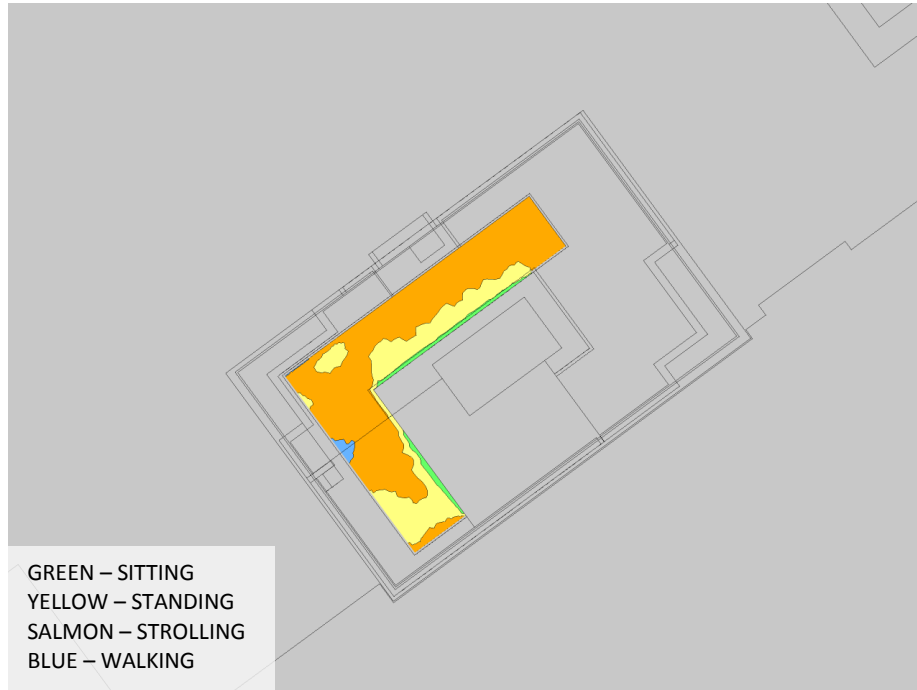 GREEN – SITTING
YELLOW – STANDING
SALMON – STROLLING
BLUE – WALKING